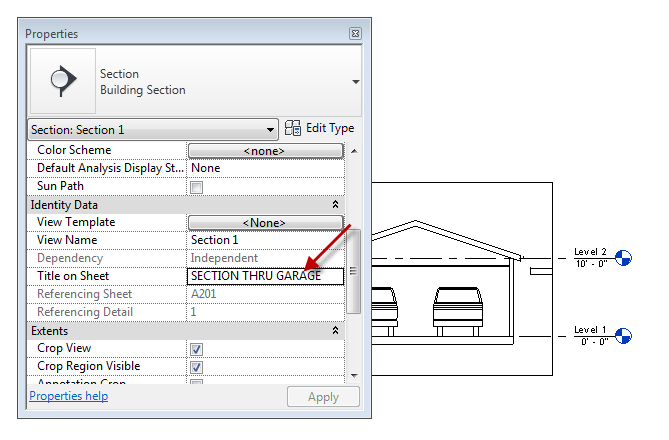 Properties
Section
Building Section
Section: Section 1
Edit Type
Color Scheme <none>
Default Analysis Display St... None
Sun Path
Identity Data
View Template <None>
View Name Section 1
Dependency Independent
Title on Sheet SECTION THRU GARAGE
Referencing Sheet A201
Referencing Detail 1
Extents
Crop View
Crop Region Visible
Annotation Crop
Properties help
Apply
Level 2
10' - 0"
Level 1
0' - 0"